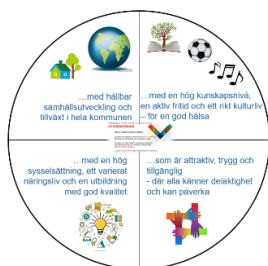 ...med hållbar
samhällsutveckling och
tillväxt i hela kommunen
...med en hög kunskapsnivå,
en aktiv fritid och ett rikt kulturliv
– för en god hälsa
...med en hög
sysselsättning, ett varierat
näringsliv och en utbildning
med god kvalitet
...som är attraktiv, trygg och
tillgänglig
- där alla känner delaktighet
och kan påverka